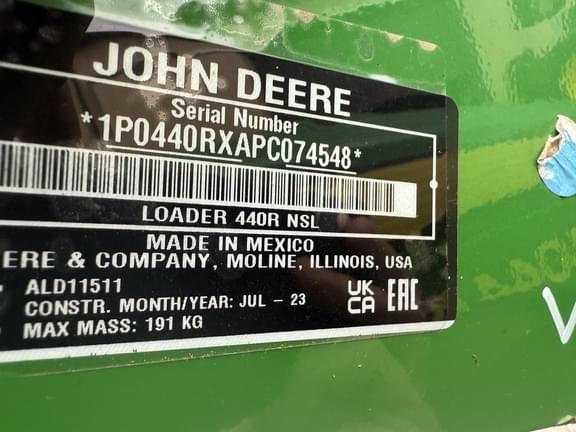 JOHN DEERE
Serial Number
*1P0440RXAPC074548*
LOADER 440R NSL
MADE IN MEXICO
ERE & COMPANY, MOLINE, ILLINOIS, USA
ALD11511
CONSTR. MONTH/YEAR: JUL - 23
MAX MASS: 191 KG
UK
CA
EAC